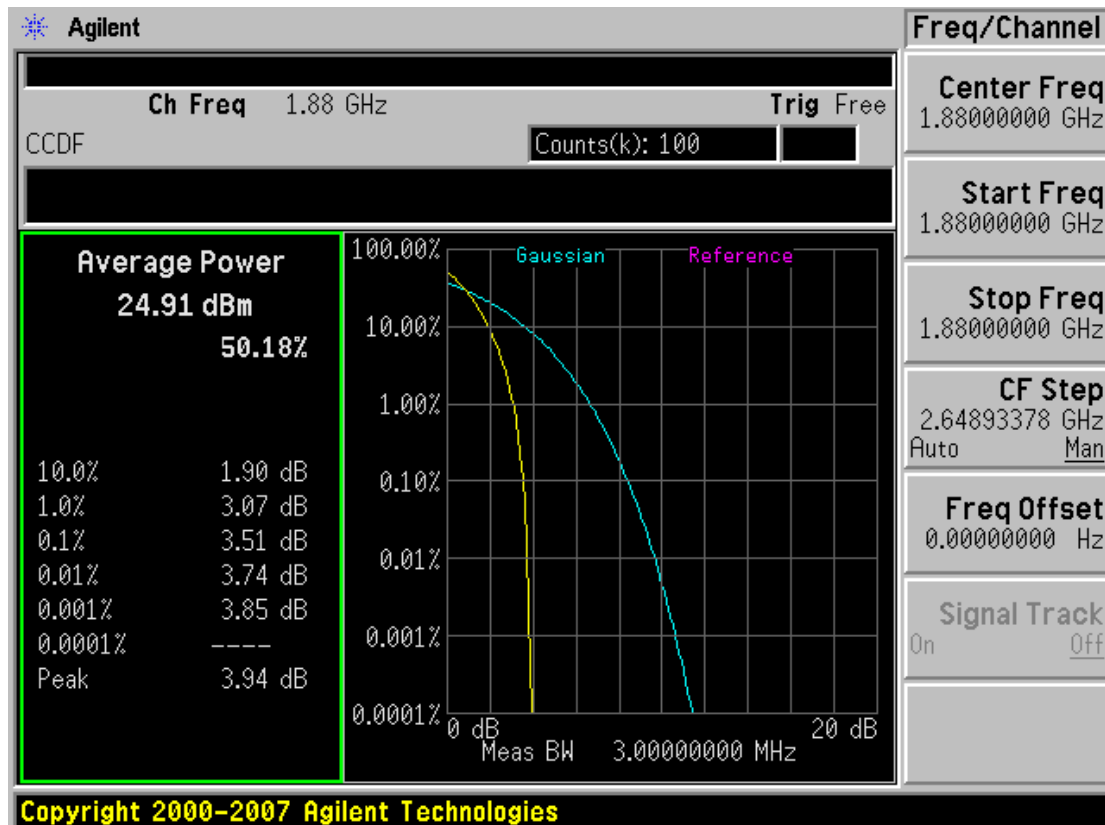 Agilent
Ch Freq 1.88 GHz Trig Free
CCDF Counts(k): 100
Average Power
24.91 dBm
50.18%
10.0% 1.90 dB
1.0% 3.07 dB
0.1% 3.51 dB
0.01% 3.74 dB
0.001% 3.85 dB
0.0001% ----
Peak 3.94 dB
100.00%
Gaussian Reference
10.00%
1.00%
0.10%
0.01%
0.001%
0.0001%
0 dB 20 dB
Meas BW 3.00000000 MHz
Freq/Channel
Center Freq
1.88000000 GHz
Start Freq
1.88000000 GHz
Stop Freq
1.88000000 GHz
CF Step
2.64893378 GHz
Auto Man
Freq Offset
0.00000000 Hz
Signal Track
On Off
Copyright 2000-2007 Agilent Technologies